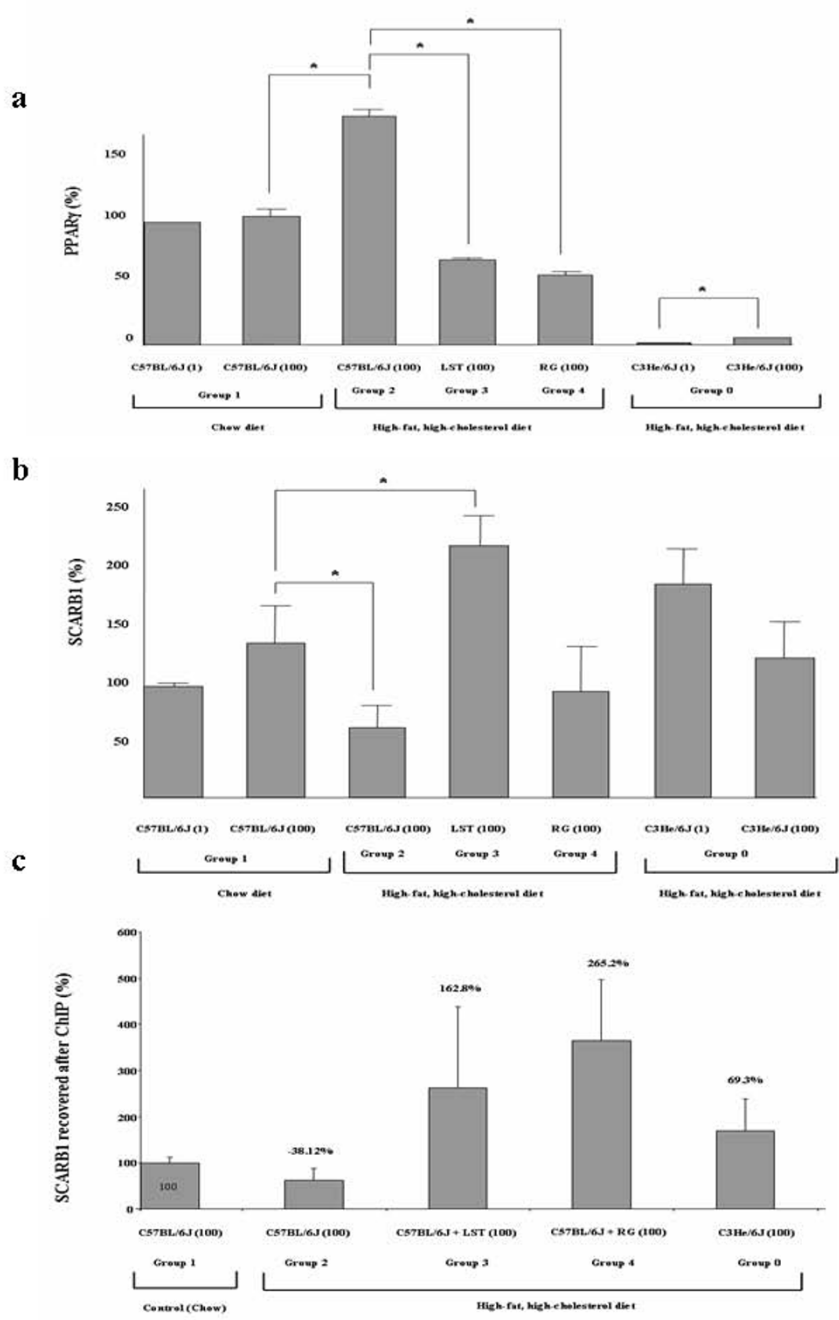 a
*
*
*
150
100
50
0
PPARγ (%)
*
C57BL/6J (1) C57BL/6J (100) C57BL/6J (100) LST (100) RG (100) C3He/6J (1) C3He/6J (100)
Group 1 Group 2 Group 3 Group 4 Group 0
Chow diet High-fat, high-cholesterol diet High-fat, high-cholesterol diet
b
*
*
250
200
150
100
50
SCARB1 (%)
C57BL/6J (1) C57BL/6J (100) C57BL/6J (100) LST (100) RG (100) C3He/6J (1) C3He/6J (100)
Group 1 Group 2 Group 3 Group 4 Group 0
Chow diet High-fat, high-cholesterol diet High-fat, high-cholesterol diet
c
600
500
400
300
200
100
0
SCARB1 recovered after ChIP (%)
100
-38.12%
162.8%
265.2%
69.3%
C57BL/6J (100) C57BL/6J (100) C57BL/6J + LST (100) C57BL/6J + RG (100) C3He/6J (100)
Group 1 Group 2 Group 3 Group 4 Group 0
Control (Chow) High-fat, high-cholesterol diet